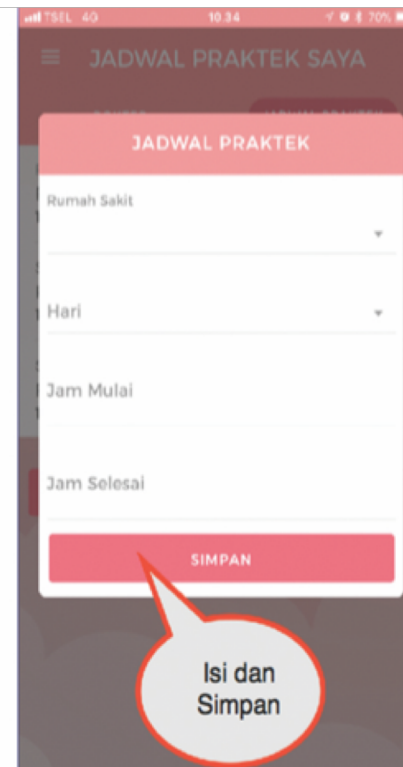 TSEL 4G 10.34 70%
JADWAL PRAKTEK SAYA
JADWAL PRAKTEK
Rumah Sakit
Hari
Jam Mulai
Jam Selesai
SIMPAN
Isi dan
Simpan